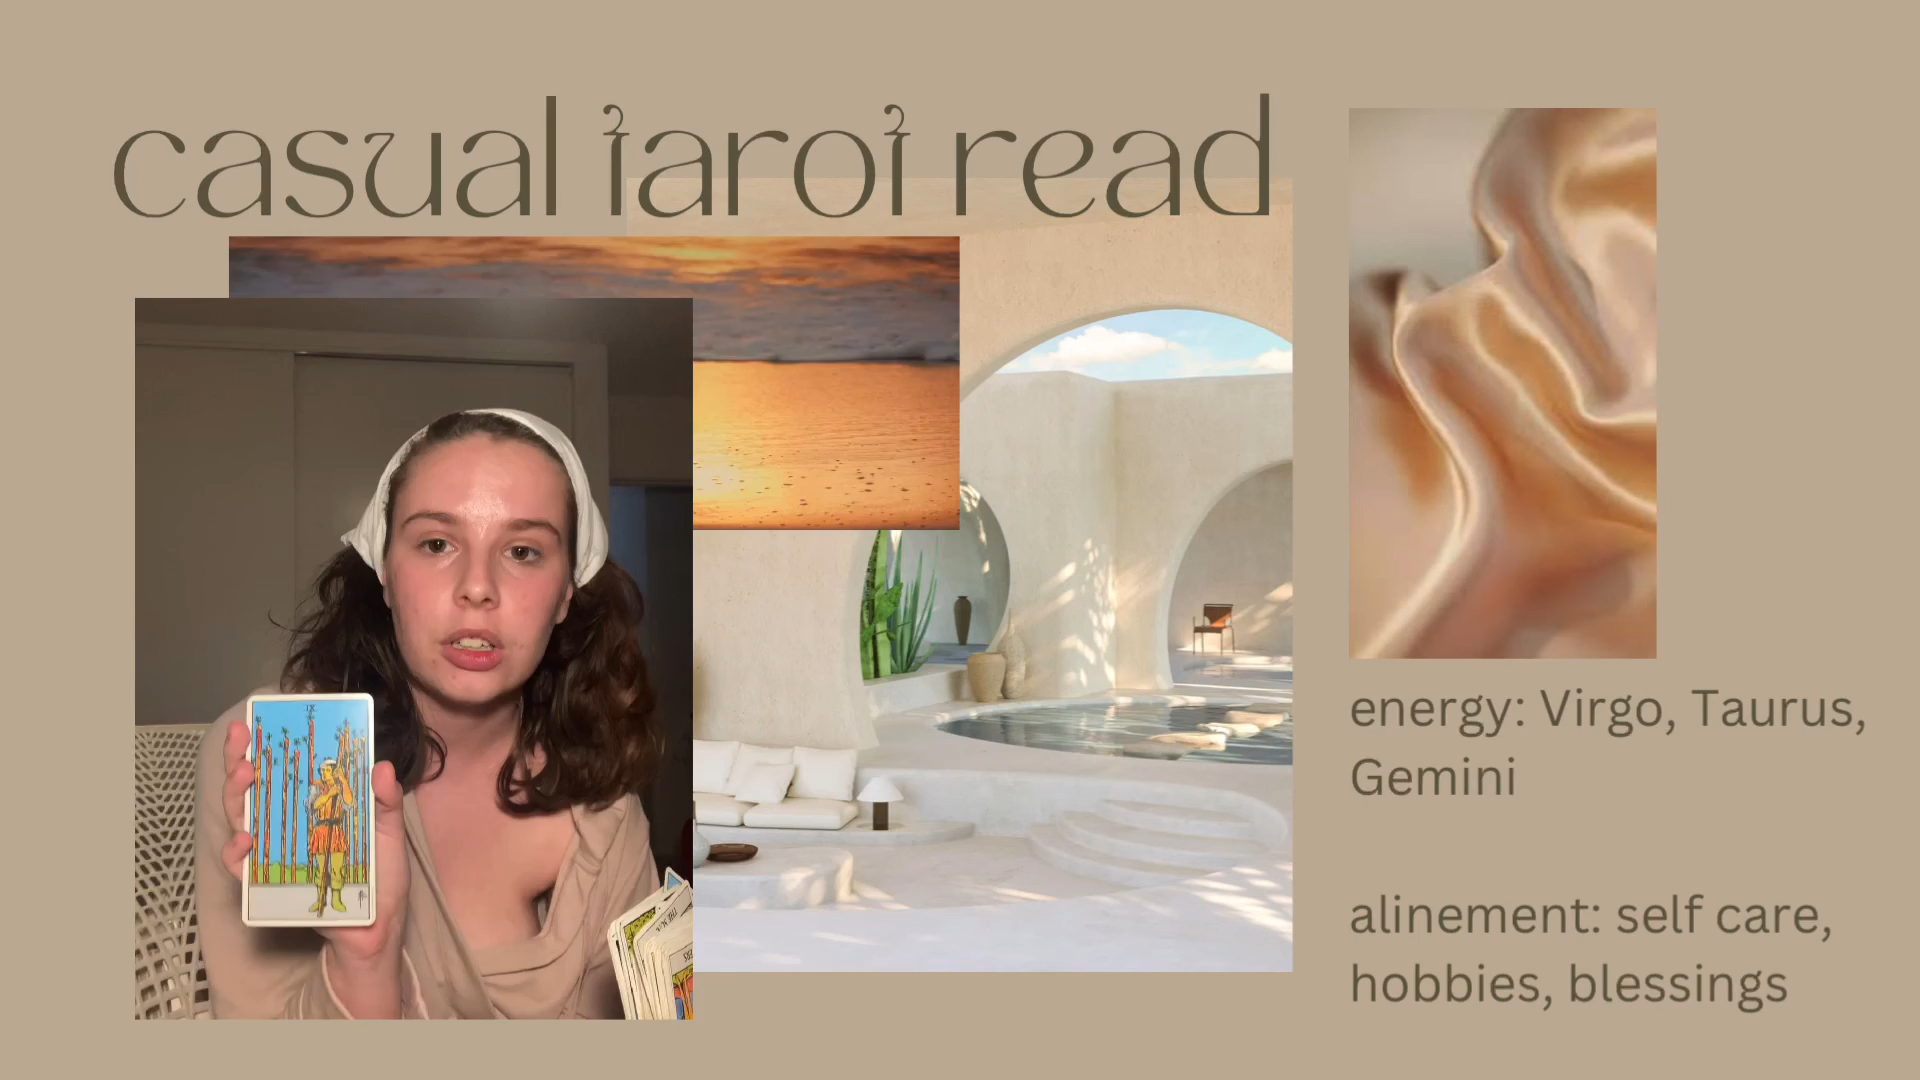 casual tarot read
energy: Virgo, Taurus,
Gemini
alinement: self care,
hobbies, blessings